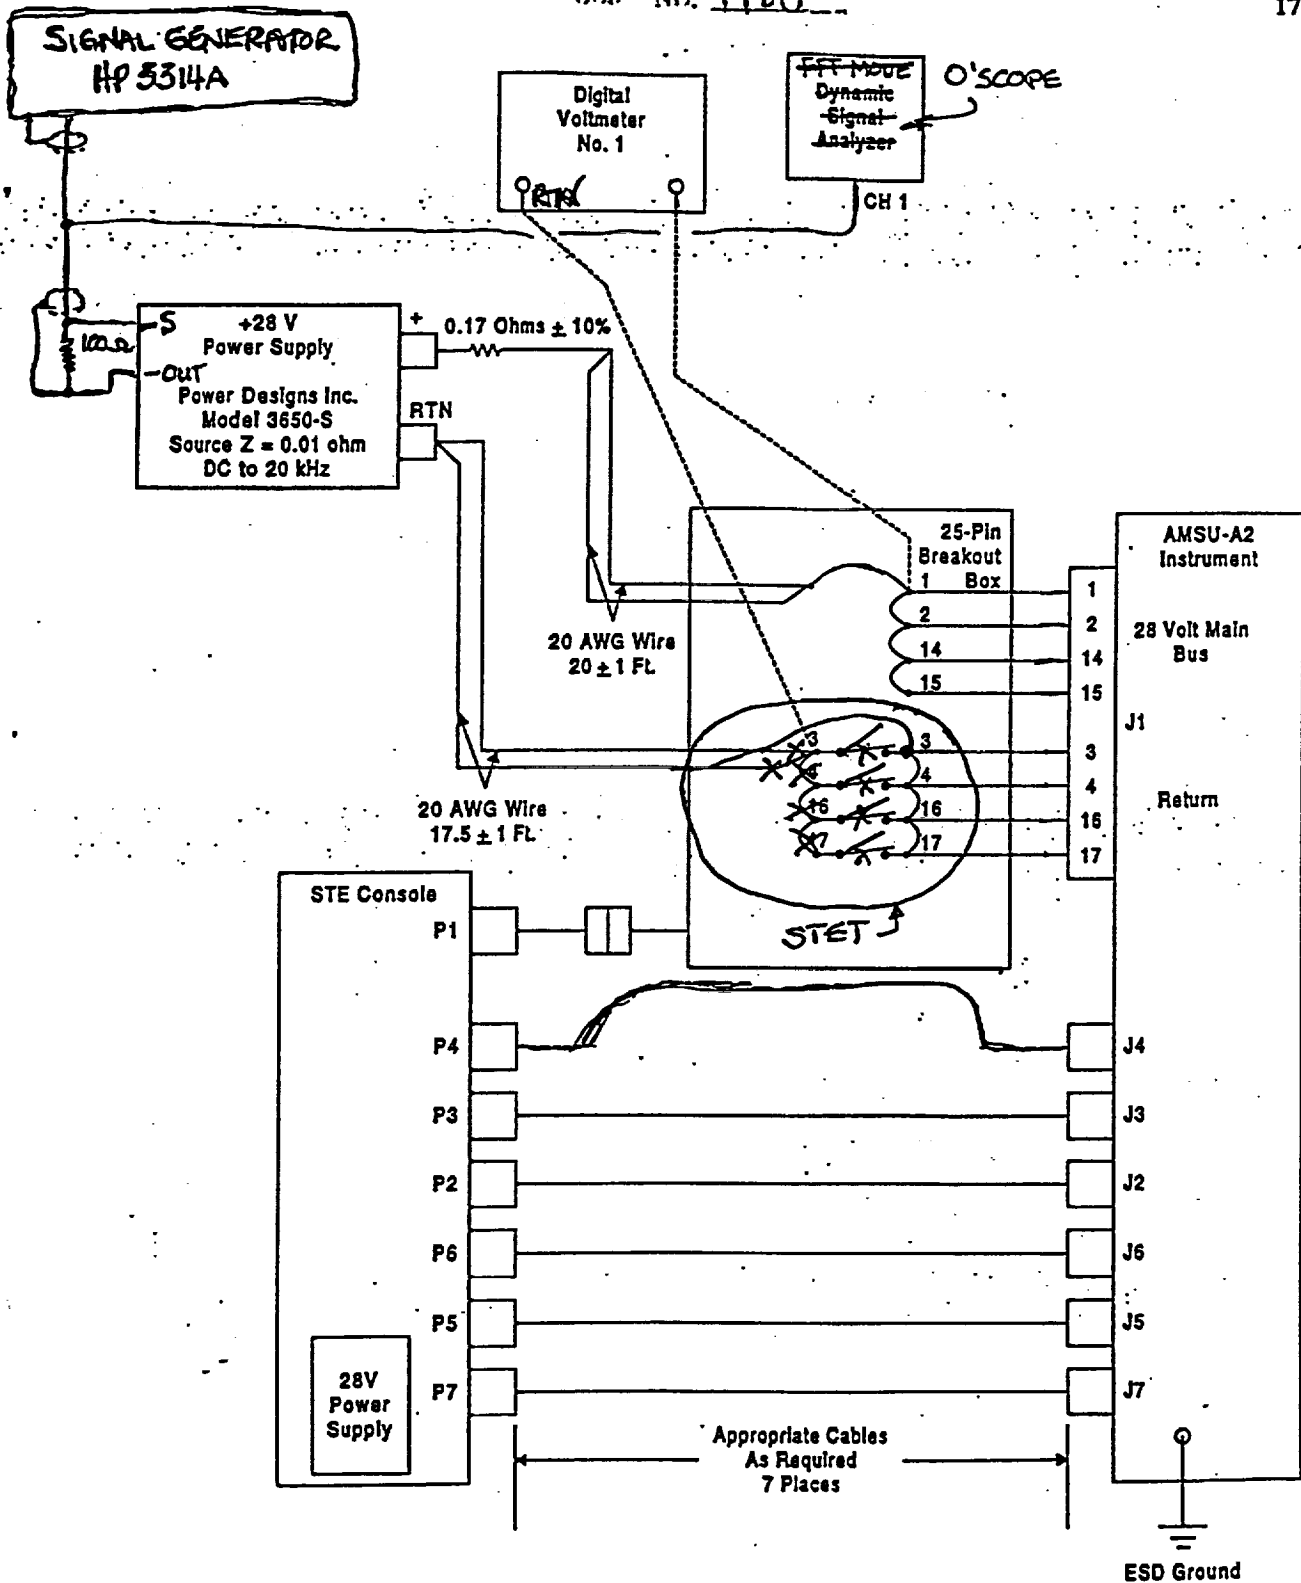 NO.
17
SIGNAL GENERATOR
HP 3314A
Digital
Voltmeter
No. 1
RTN
FFT MODE
Dynamic
Signal
Analyzer
O'SCOPE
CH 1
-S
100Ω
-OUT
+28 V
Power Supply
Power Designs Inc.
Model 3650-S
Source Z = 0.01 ohm
DC to 20 kHz
+
RTN
0.17 Ohms ± 10%
25-Pin
Breakout
Box
1
2
14
15
3
4
16
17
3
4
16
17
20 AWG Wire
20 ± 1 Ft.
20 AWG Wire
17.5 ± 1 Ft.
STET
AMSU-A2
Instrument
28 Volt Main
Bus
J1
Return
1
2
14
15
3
4
16
17
STE Console
P1
P4
P3
P2
P6
P5
P7
28V
Power
Supply
J4
J3
J2
J6
J5
J7
Appropriate Cables
As Required
7 Places
ESD Ground